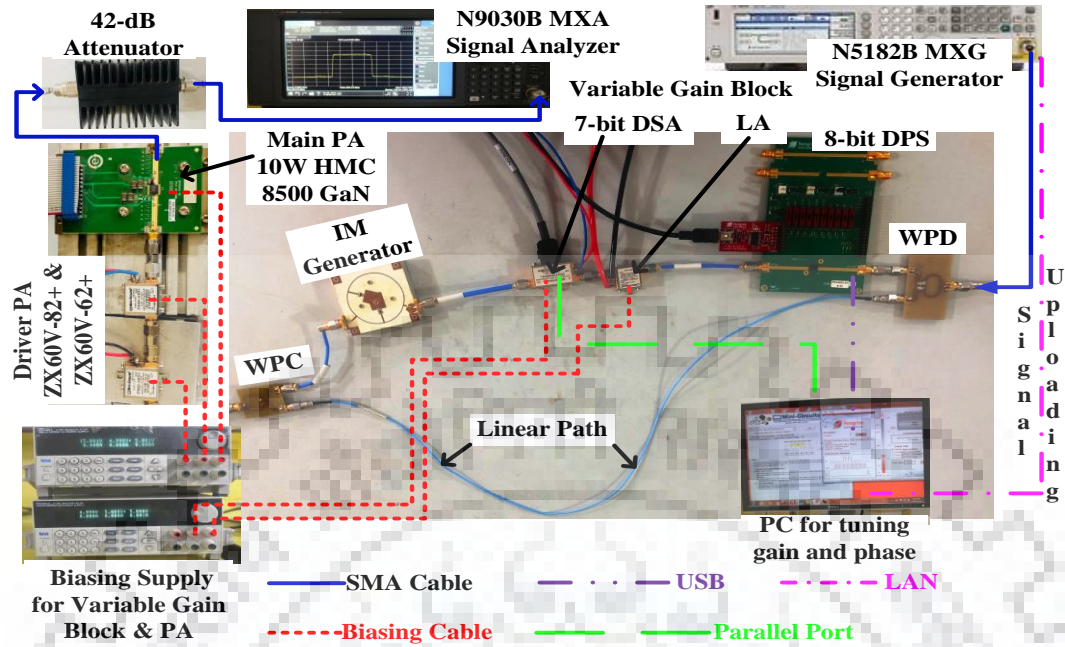 42-dB
Attenuator
N9030B MXA
Signal Analyzer
N5182B MXG
Signal Generator
Variable Gain Block
7-bit DSA
LA
8-bit DPS
Main PA
10W HMC
8500 GaN
IM
Generator
WPD
Driver PA
ZX60V-82+ &
ZX60V-62+
WPC
Linear Path
Signal
Uploading
Mini-Circuits
PC for tuning
gain and phase
Biasing Supply
for Variable Gain
Block & PA
SMA Cable
USB
LAN
Biasing Cable
Parallel Port